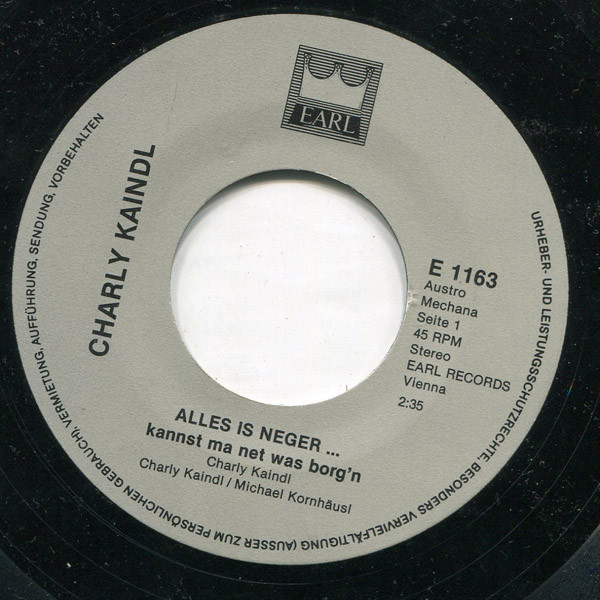 EARL
CHARLY KAINDL
E 1163
Austro
Mechana
Seite 1
45 RPM
Stereo
EARL RECORDS
Vienna
2:35
ALLES IS NEGER ...
kannst ma net was borg'n
Charly Kaindl
Charly Kaindl / Michael Kornhäusl
URHEBER- UND LEISTUNGSSCHUTZRECHTE, BESONDERS VERVIELFÄLTIGUNG (AUSSER ZUM PERSÖNLICHEN GEBRAUCH), VERMIETUNG, AUFFÜHRUNG, SENDUNG, VORBEHALTEN